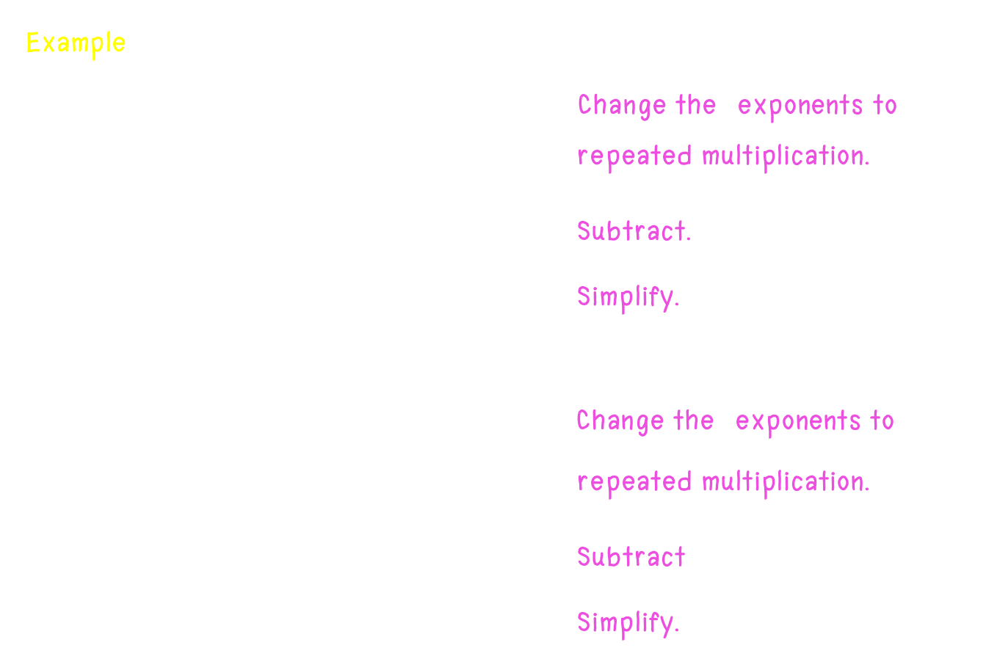 Example
Change the exponents to
repeated multiplication.
Subtract.
Simplify.
Change the exponents to
repeated multiplication.
Subtract
Simplify.